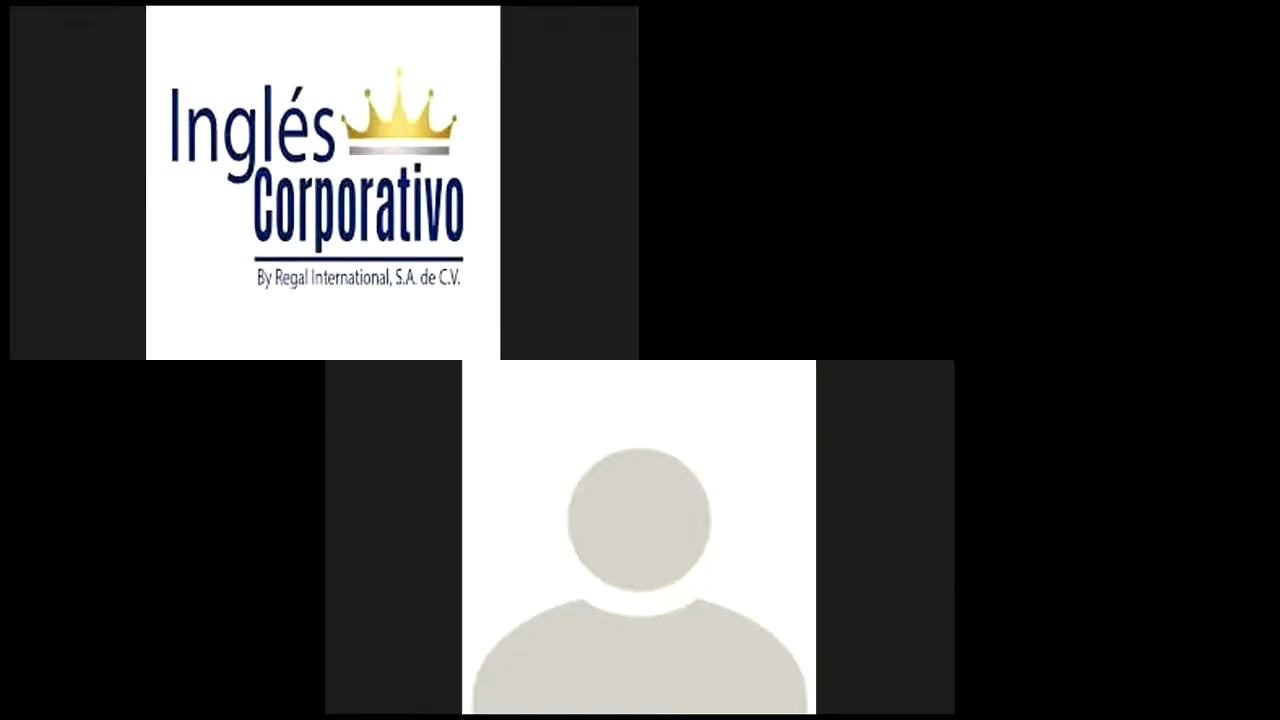 Inglés
Corporativo
By Regal International, S.A. de C.V.